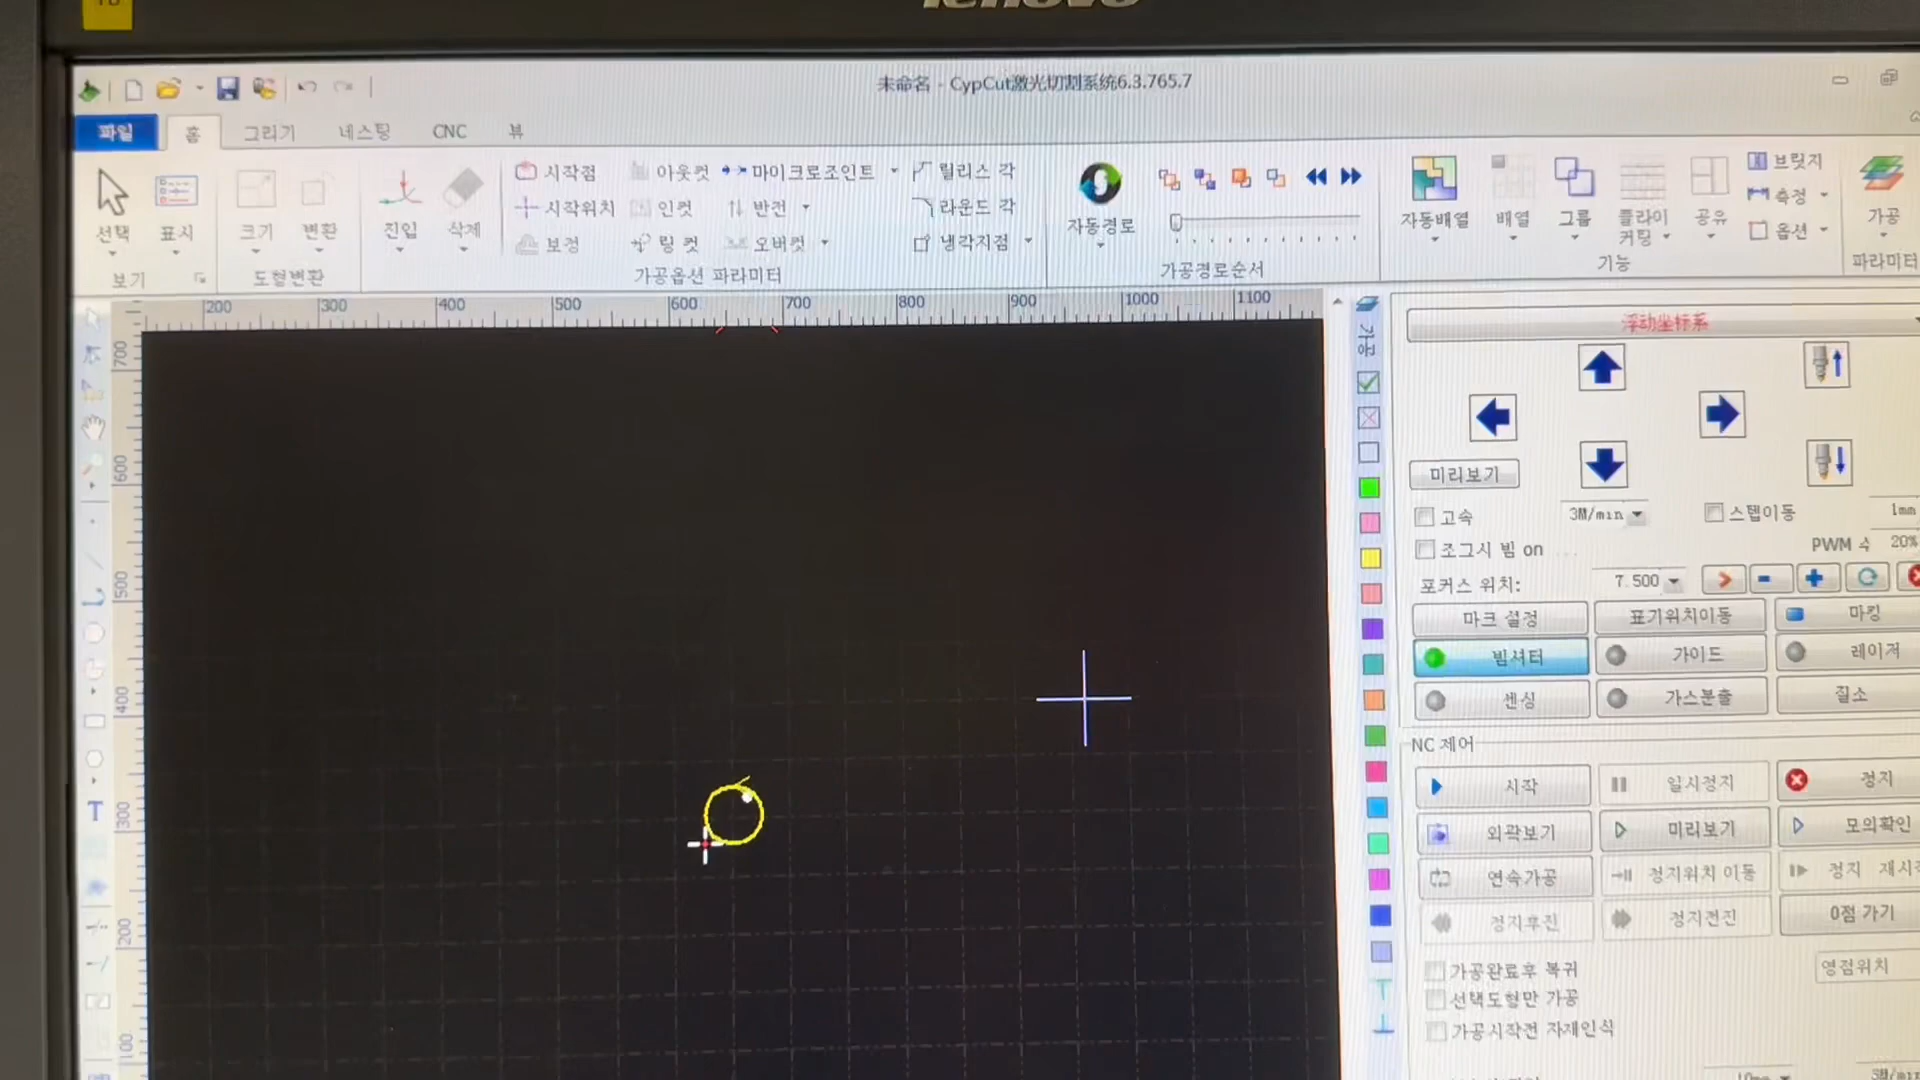 lenovo
未命名 - CypCut激光切割系统6.3.765.7
파일 홈 그리기 네스팅 CNC 뷰
선택 표시 크기 변환 진입 삭제
시작점 아웃컷 마이크로조인트 릴리스 각
시작위치 인컷 반전 라운드 각
보정 링 컷 오버컷 냉각지점
자동경로
자동배열 배열 그룹 플라이 커팅 공유
브릿지
측정
옵션
가공
보기 도형변환 가공옵션 파라미터 가공경로순서 기능 파라미터
200 300 400 500 600 700 800 900 1000 1100
700
600
500
400
300
200
100
T
가공
浮动坐标系
미리보기
고속 3M/min 스텝이동 1mm
조그시 빔 on PWM 수 20%
포커스 위치: 7.500
마크 설정 표기위치이동 마킹
빔셔터 가이드 레이저
센싱 가스분출 질소
NC 제어
시작 일시정지 정지
외곽보기 미리보기 모의확인
연속가공 정지위치 이동 정지 재시작
정지후진 정지전진 0점 가기
가공완료후 복귀 영점위치
선택도형만 가공
가공시작전 자재인식